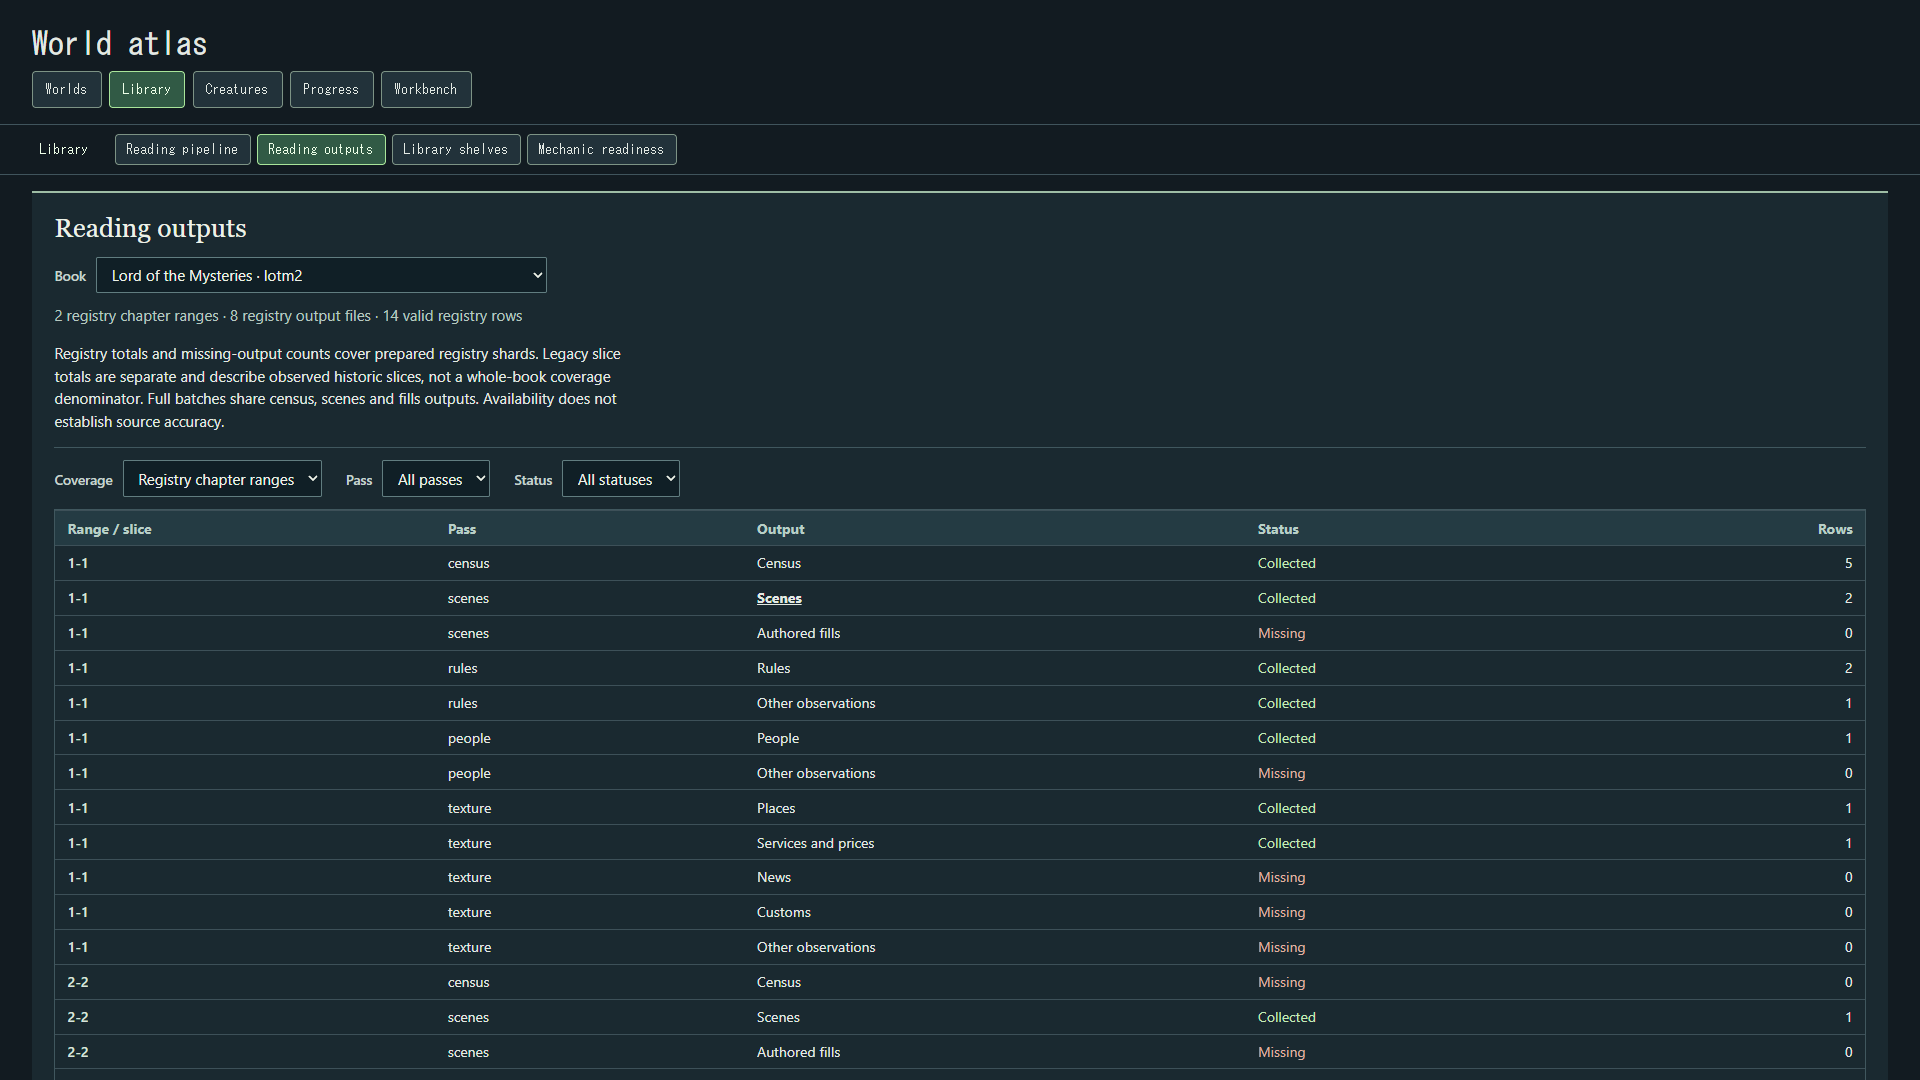 World atlas
Worlds Library Creatures Progress Workbench
Library Reading pipeline Reading outputs Library shelves Mechanic readiness
Reading outputs
Book Lord of the Mysteries · lotm2
2 registry chapter ranges · 8 registry output files · 14 valid registry rows
Registry totals and missing-output counts cover prepared registry shards. Legacy slice
totals are separate and describe observed historic slices, not a whole-book coverage
denominator. Full batches share census, scenes and fills outputs. Availability does not
establish source accuracy.
Coverage Registry chapter ranges Pass All passes Status All statuses
Range / slice Pass Output Status Rows
1-1 census Census Collected 5
1-1 scenes Scenes Collected 2
1-1 scenes Authored fills Missing 0
1-1 rules Rules Collected 2
1-1 rules Other observations Collected 1
1-1 people People Collected 1
1-1 people Other observations Missing 0
1-1 texture Places Collected 1
1-1 texture Services and prices Collected 1
1-1 texture News Missing 0
1-1 texture Customs Missing 0
1-1 texture Other observations Missing 0
2-2 census Census Missing 0
2-2 scenes Scenes Collected 1
2-2 scenes Authored fills Missing 0